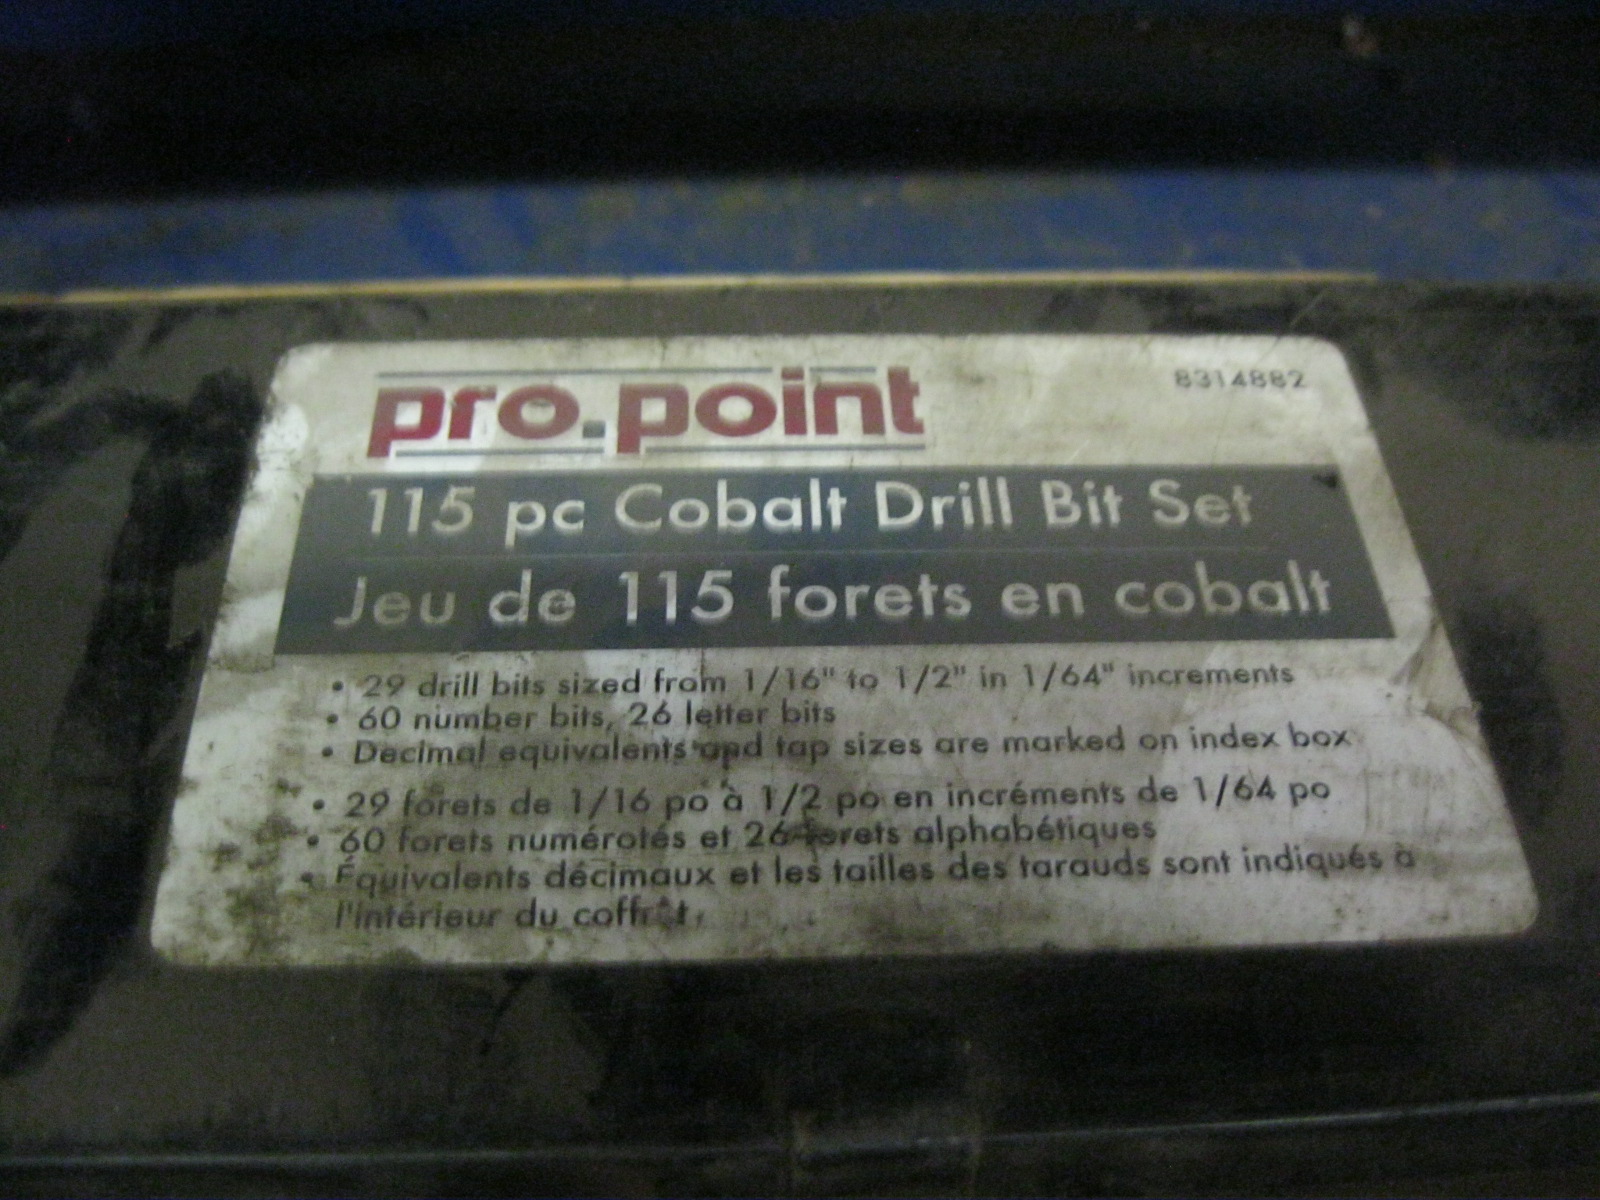 pro.point
8314882
115 pc Cobalt Drill Bit Set
Jeu de 115 forets en cobalt
• 29 drill bits sized from 1/16" to 1/2" in 1/64" increments
• 60 number bits, 26 letter bits
• Decimal equivalents and tap sizes are marked on index box
• 29 forets de 1/16 po à 1/2 po en incréments de 1/64 po
• 60 forets numérotés et 26 forets alphabétiques
• Équivalents décimaux et les tailles des tarauds sont indiqués à
l'intérieur du coffrêt.